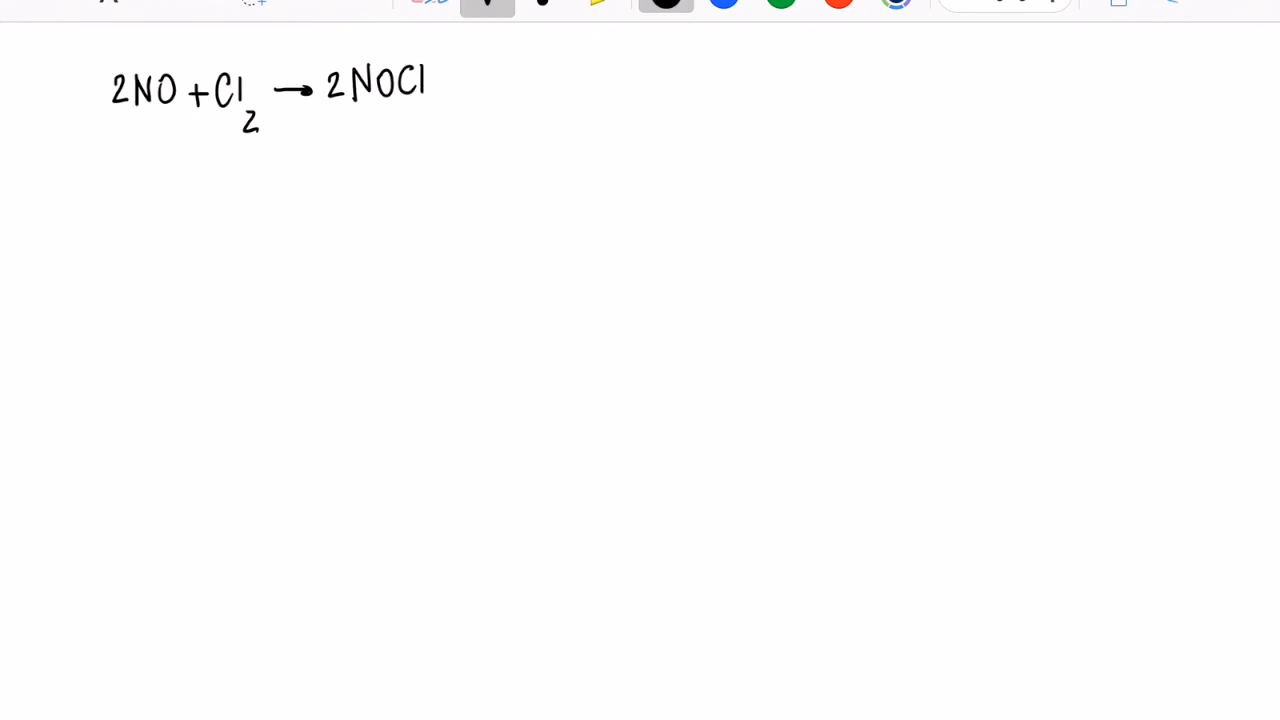 2NO + Cl₂ → 2NOCl